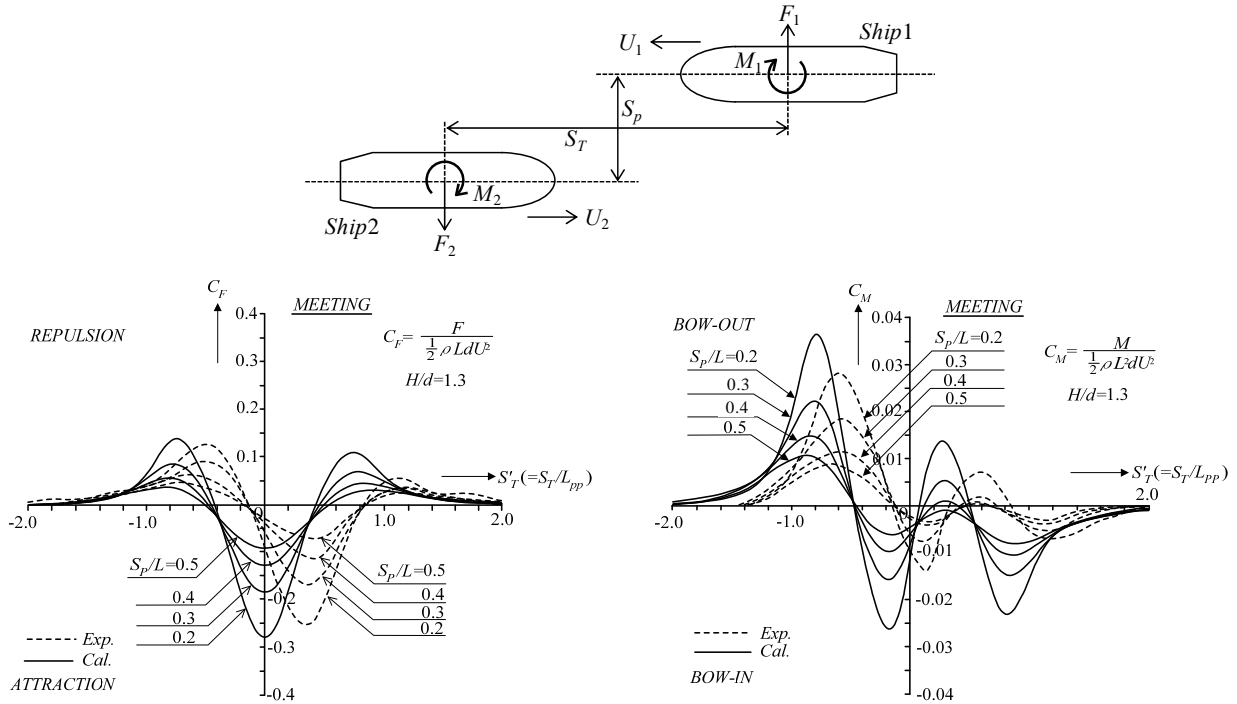 F1
Ship1
U1
M1
Sp
ST
M2
Ship2
U2
F2
CF
0.4
MEETING
REPULSION
CF= F / ½ρLdU²
0.3
H/d=1.3
0.2
0.1
S'T(=ST/Lpp)
-2.0
-1.0
0
1.0
2.0
SP/L=0.5
SP/L=0.5
0.4
0.4
0.3
0.3
0.2
0.2
-0.2
-0.3
-0.4
Exp.
Cal.
ATTRACTION
CM
0.04
MEETING
BOW-OUT
SP/L=0.2
SP/L=0.2
CM= M / ½ρL²dU²
0.03
0.3
0.3
H/d=1.3
0.4
0.4
0.02
0.5
0.5
0.01
S'T(=ST/LPP)
-2.0
-1.0
0
2.0
-0.01
-0.02
-0.03
-0.04
Exp.
Cal.
BOW-IN